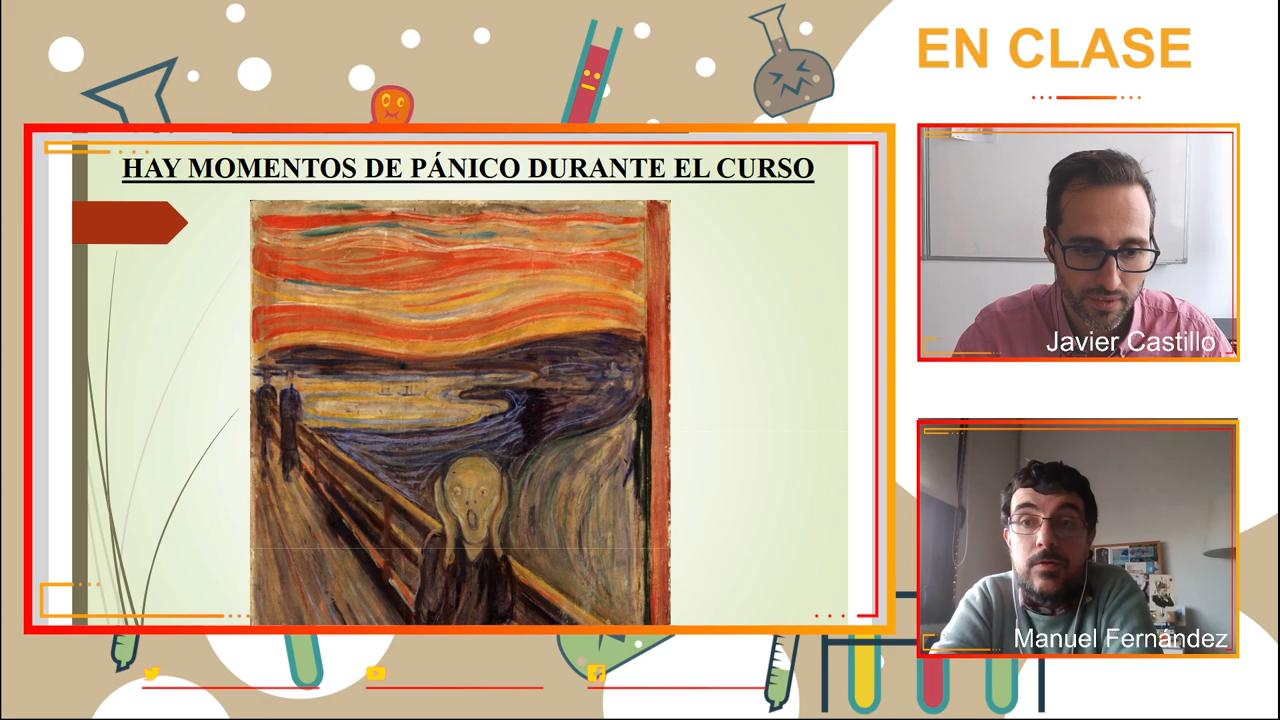 EN CLASE
HAY MOMENTOS DE PÁNICO DURANTE EL CURSO
Javier Castillo
Manuel Fernández